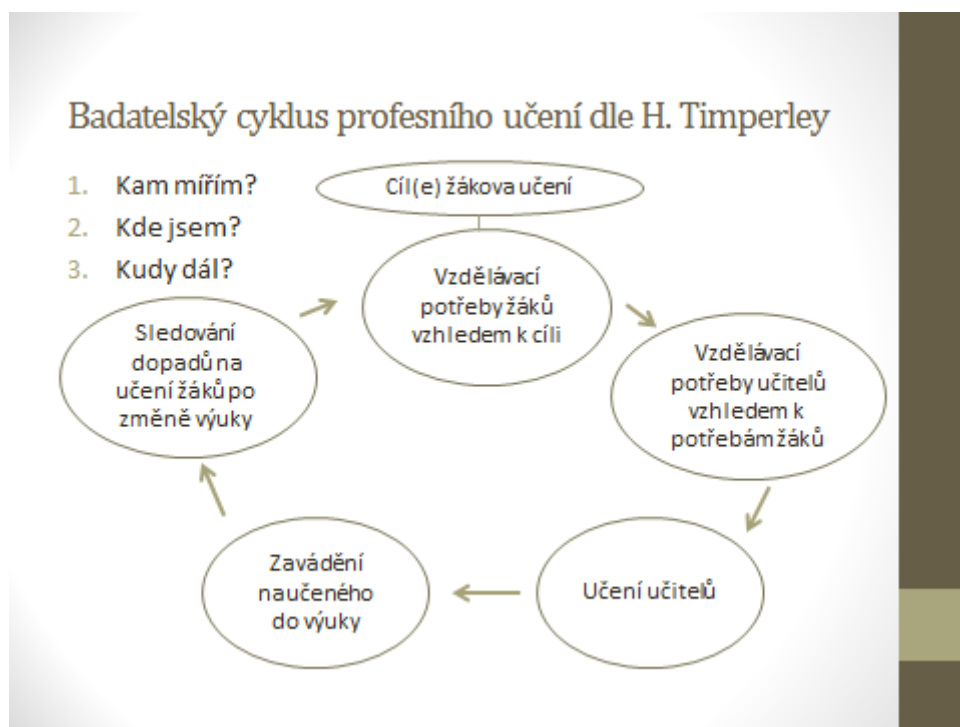 Badatelský cyklus profesního učení dle H. Timperley
1. Kam mířím?
2. Kde jsem?
3. Kudy dál?
Cíl(e) žákova učení
Vzdělávací
potřeby žáků
vzhledem k cíli
Vzdělávací
potřeby učitelů
vzhledem k
potřebám žáků
Učení učitelů
Zavádění
naučeného
do výuky
Sledování
dopadů na
učení žáků po
změně výuky